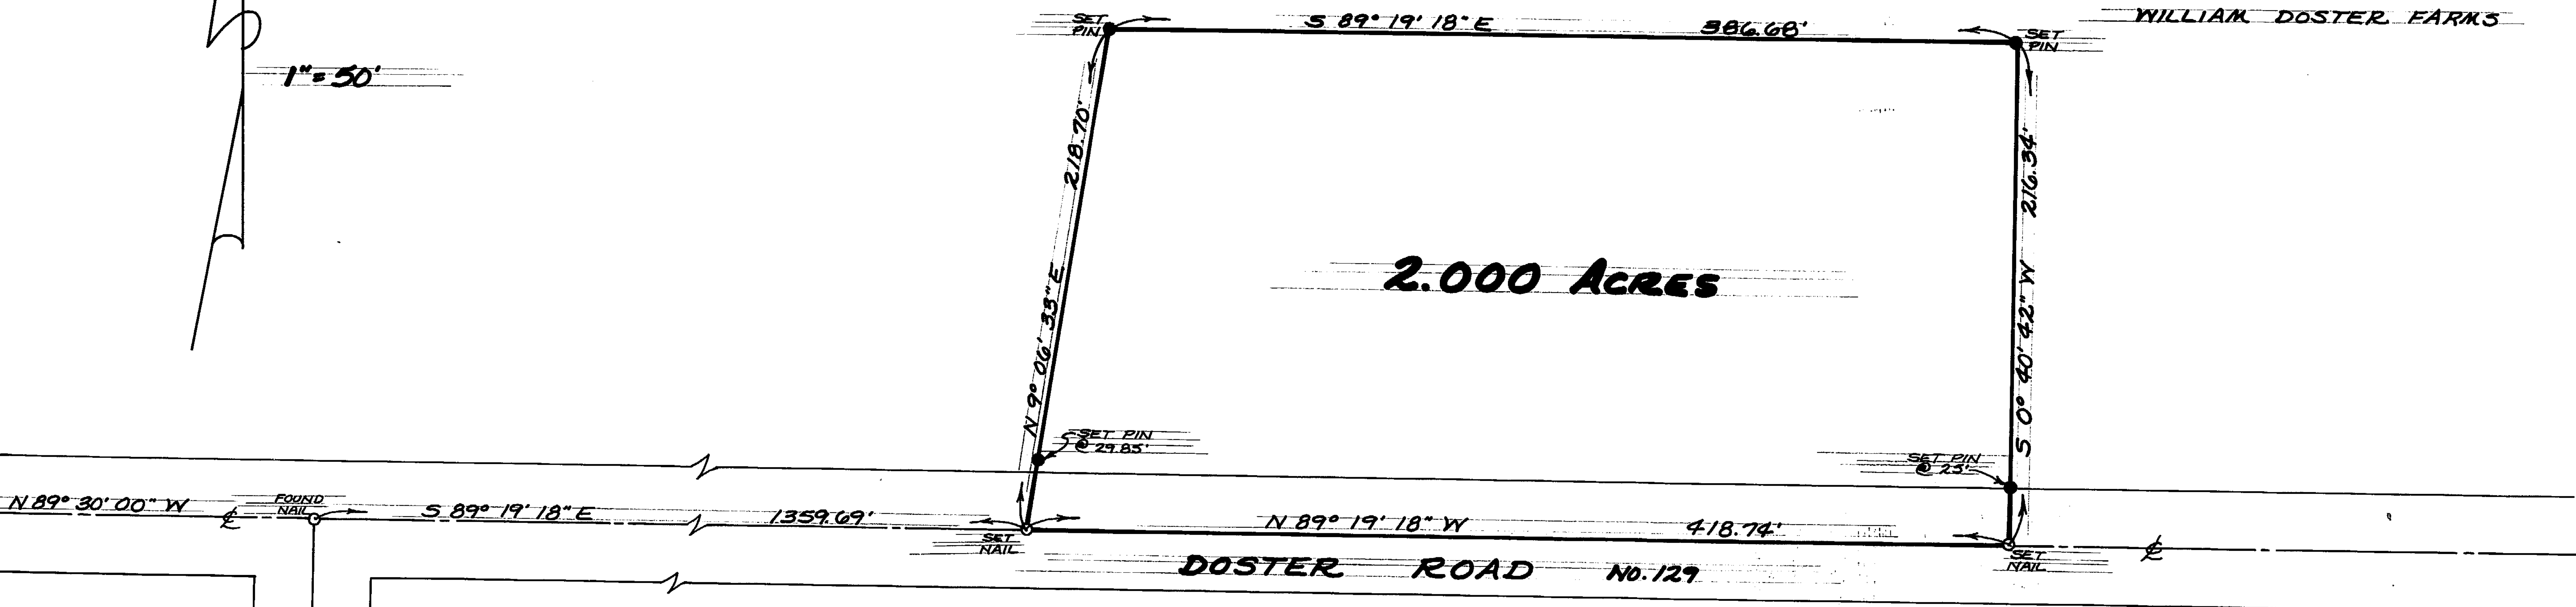 WILLIAM DOSTER FARMS
SET PIN
S 89° 19' 18" E 386.68'
SET PIN
1" = 50'
218.70'
N 9° 06' 33" E
216.34'
S 0° 40' 42" W
2.000 ACRES
SET PIN
@ 29.85'
SET PIN
@ 25'
N 89° 30' 00" W
FOUND NAIL
S 89° 19' 18" E 1359.69'
SET NAIL
N 89° 19' 18" W 418.74'
SET NAIL
DOSTER ROAD NO. 129